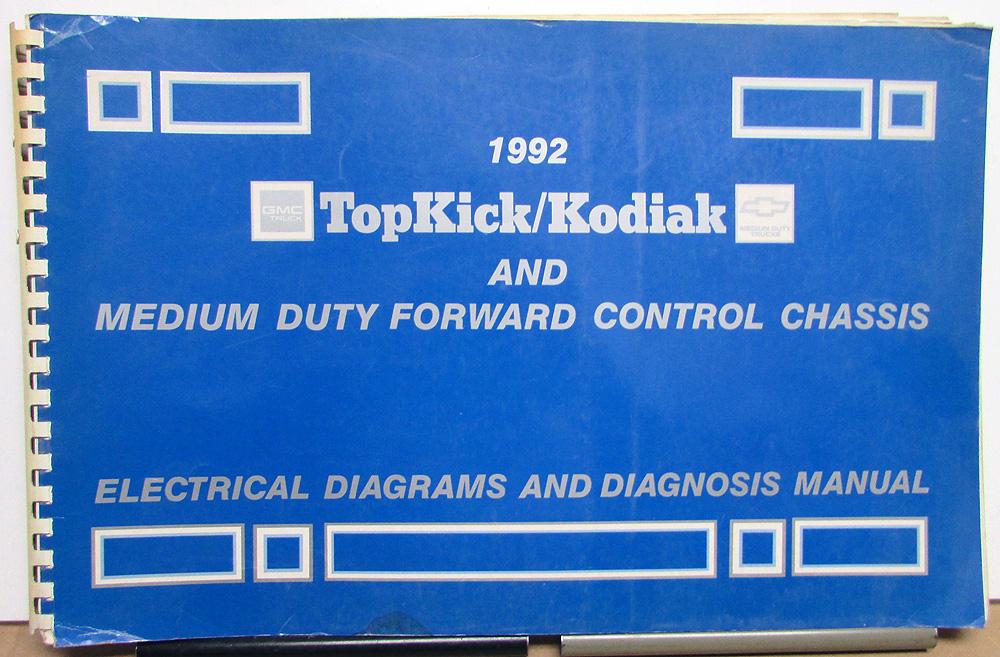 1992
GMC
TRUCK
TopKick/Kodiak
MEDIUM DUTY
TRUCKS
AND
MEDIUM DUTY FORWARD CONTROL CHASSIS
ELECTRICAL DIAGRAMS AND DIAGNOSIS MANUAL